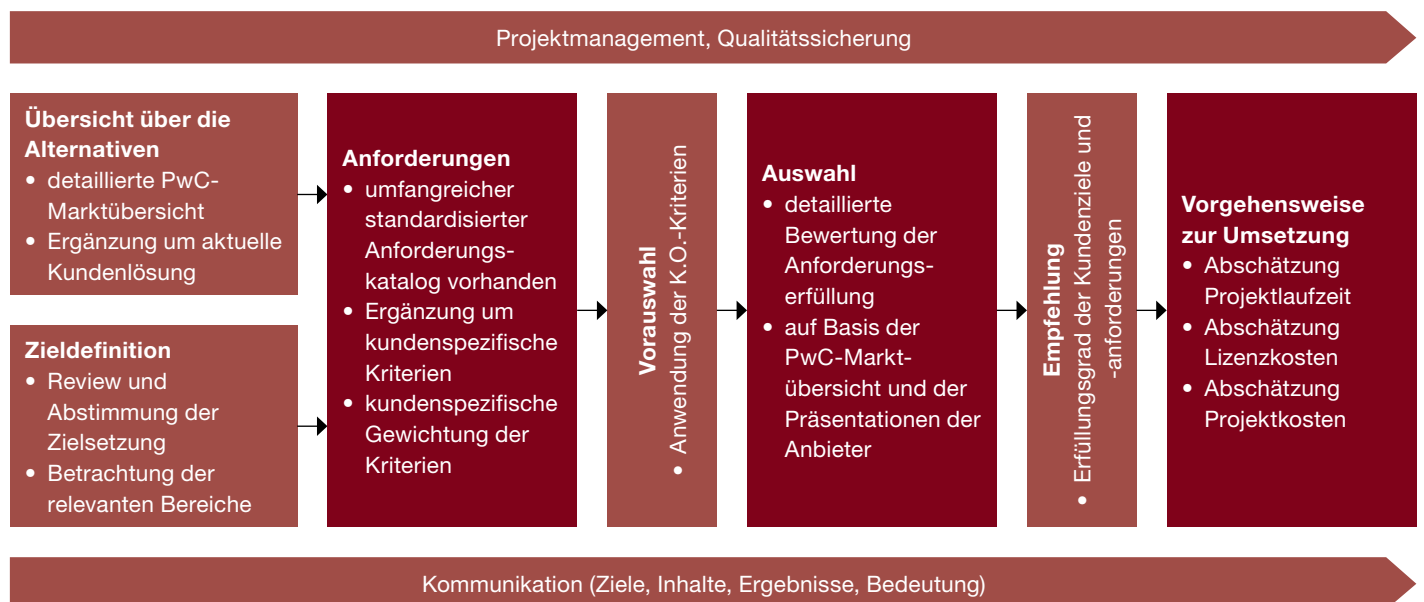 Projektmanagement, Qualitätssicherung
Übersicht über die
Alternativen
• detaillierte PwC-
Marktübersicht
• Ergänzung um aktuelle
Kundenlösung
Zieldefinition
• Review und
Abstimmung der
Zielsetzung
• Betrachtung der
relevanten Bereiche
Anforderungen
• umfangreicher
standardisierter
Anforderungs-
katalog vorhanden
• Ergänzung um
kundenspezifische
Kriterien
• kundenspezifische
Gewichtung der
Kriterien
Vorauswahl
• Anwendung der K.O.-Kriterien
Auswahl
• detaillierte
Bewertung der
Anforderungs-
erfüllung
• auf Basis der
PwC-Markt-
übersicht und der
Präsentationen der
Anbieter
Empfehlung
• Erfüllungsgrad der Kundenziele und
-anforderungen
Vorgehensweise
zur Umsetzung
• Abschätzung
Projektlaufzeit
• Abschätzung
Lizenzkosten
• Abschätzung
Projektkosten
Kommunikation (Ziele, Inhalte, Ergebnisse, Bedeutung)